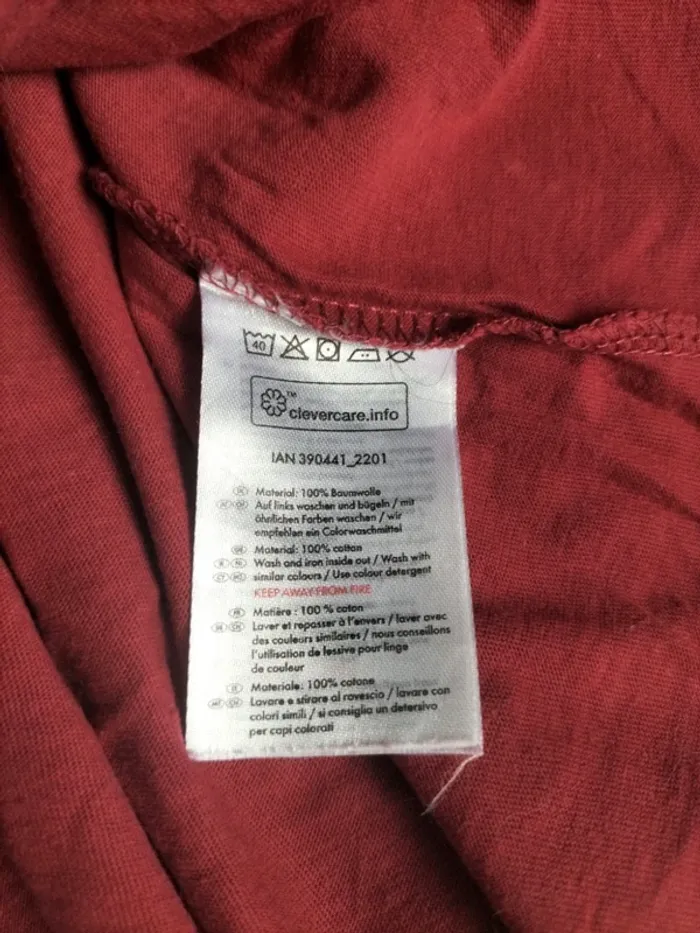 40
™
clevercare.info
IAN 390441_2201
Material: 100% Baumwolle
Auf links waschen und bügeln / mit
ähnlichen Farben waschen / wir
empfehlen ein Colorwaschmittel
Material: 100% cotton
Wash and iron inside out / Wash with
similar colours / Use colour detergent
KEEP AWAY FROM FIRE
Matière : 100 % coton
Laver et repasser à l'envers / laver avec
des couleurs similaires / nous conseillons
l'utilisation de lessive pour linge
de couleur
Materiale: 100% cotone
Lavare e stirare al rovescio / lavare con
colori simili / si consiglia un detersivo
per capi colorati